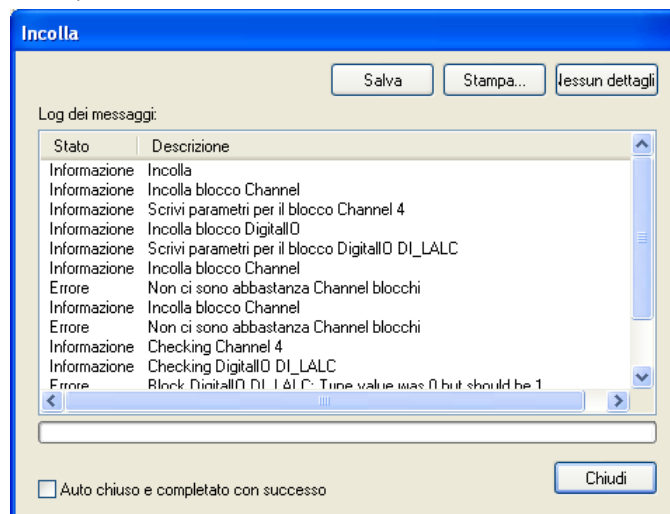 Incolla
Salva Stampa... Nessun dettagli
Log dei messaggi:
Stato Descrizione
Informazione Incolla
Informazione Incolla blocco Channel
Informazione Scrivi parametri per il blocco Channel 4
Informazione Incolla blocco DigitalIO
Informazione Scrivi parametri per il blocco DigitalIO DI_LALC
Informazione Incolla blocco Channel
Errore Non ci sono abbastanza Channel blocchi
Informazione Incolla blocco Channel
Errore Non ci sono abbastanza Channel blocchi
Informazione Checking Channel 4
Informazione Checking DigitalIO DI_LALC
Errore Block DigitalIO DI_LALC: Type value was 0 but should be 1
Auto chiuso e completato con successo
Chiudi